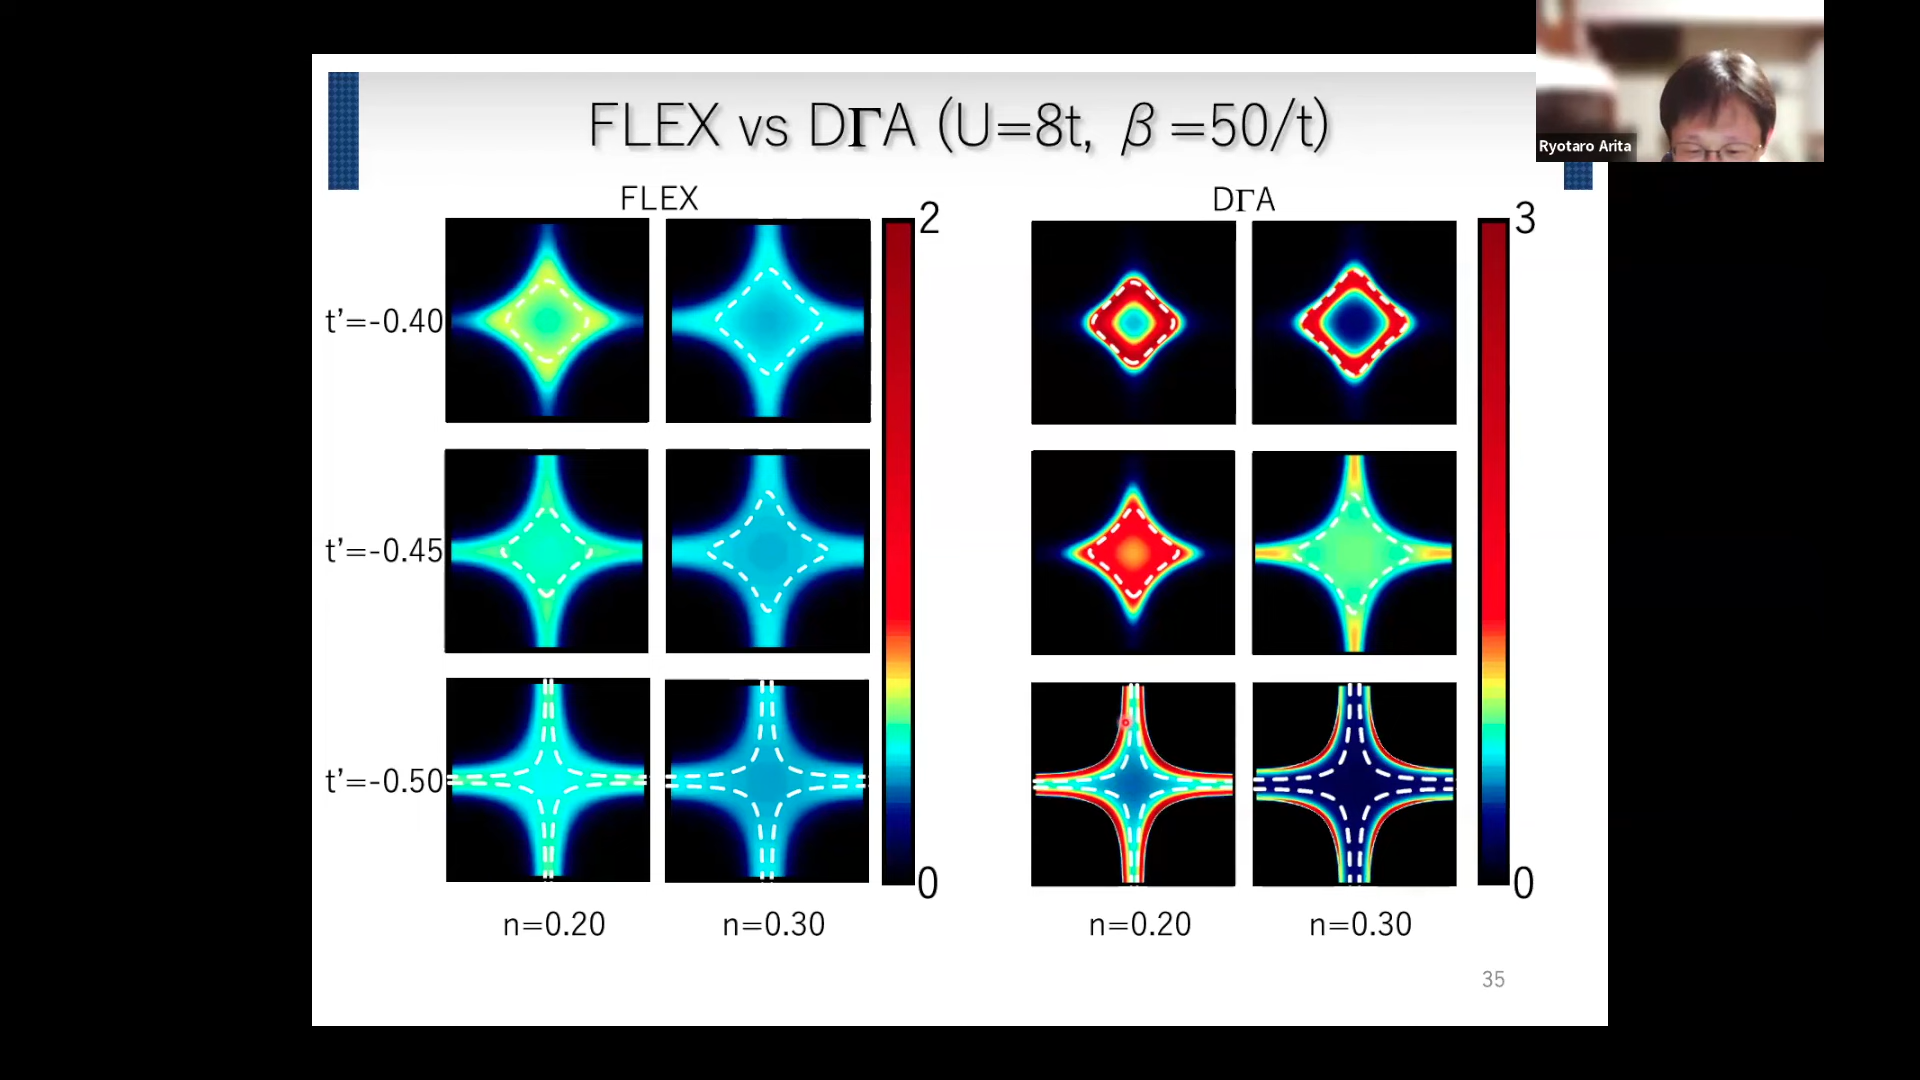 FLEX vs DΓA (U=8t, β=50/t)
Ryotaro Arita
FLEX
DΓA
2
3
t'=-0.40
t'=-0.45
t'=-0.50
0
0
n=0.20
n=0.30
n=0.20
n=0.30
35